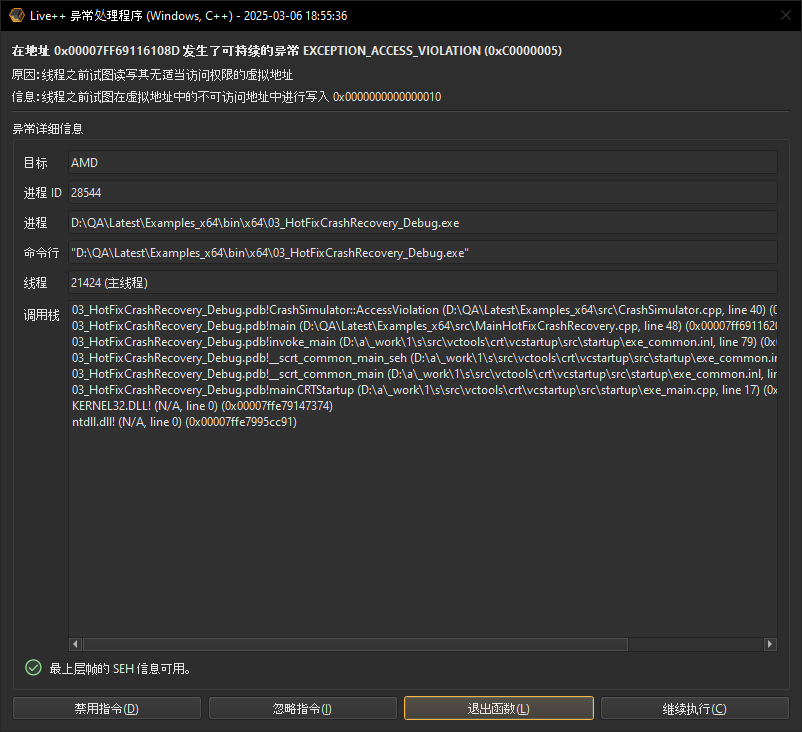 Live++ 异常处理程序 (Windows, C++) - 2025-03-06 18:55:36
在地址 0x00007FF69116108D 发生了可持续的异常 EXCEPTION_ACCESS_VIOLATION (0xC0000005)
原因: 线程之前试图读写其无适当访问权限的虚拟地址
信息: 线程之前试图在虚拟地址中的不可访问地址中进行写入 0x0000000000000010
异常详细信息
目标 AMD
进程 ID 28544
进程 D:\QA\Latest\Examples_x64\bin\x64\03_HotFixCrashRecovery_Debug.exe
命令行 "D:\QA\Latest\Examples_x64\bin\x64\03_HotFixCrashRecovery_Debug.exe"
线程 21424 (主线程)
调用栈 03_HotFixCrashRecovery_Debug.pdb!CrashSimulator::AccessViolation (D:\QA\Latest\Examples_x64\src\CrashSimulator.cpp, line 40) (0
03_HotFixCrashRecovery_Debug.pdb!main (D:\QA\Latest\Examples_x64\src\MainHotFixCrashRecovery.cpp, line 48) (0x00007ff691162
03_HotFixCrashRecovery_Debug.pdb!invoke_main (D:\a\_work\1\s\src\vctools\crt\vcstartup\src\startup\exe_common.inl, line 79) (0x
03_HotFixCrashRecovery_Debug.pdb!__scrt_common_main_seh (D:\a\_work\1\s\src\vctools\crt\vcstartup\src\startup\exe_common.in
03_HotFixCrashRecovery_Debug.pdb!__scrt_common_main (D:\a\_work\1\s\src\vctools\crt\vcstartup\src\startup\exe_common.inl, lin
03_HotFixCrashRecovery_Debug.pdb!mainCRTStartup (D:\a\_work\1\s\src\vctools\crt\vcstartup\src\startup\exe_main.cpp, line 17) (0x
KERNEL32.DLL! (N/A, line 0) (0x00007ffe79147374)
ntdll.dll! (N/A, line 0) (0x00007ffe7995cc91)
最上层帧的 SEH 信息可用。
禁用指令(D) 忽略指令(I) 退出函数(L) 继续执行(C)